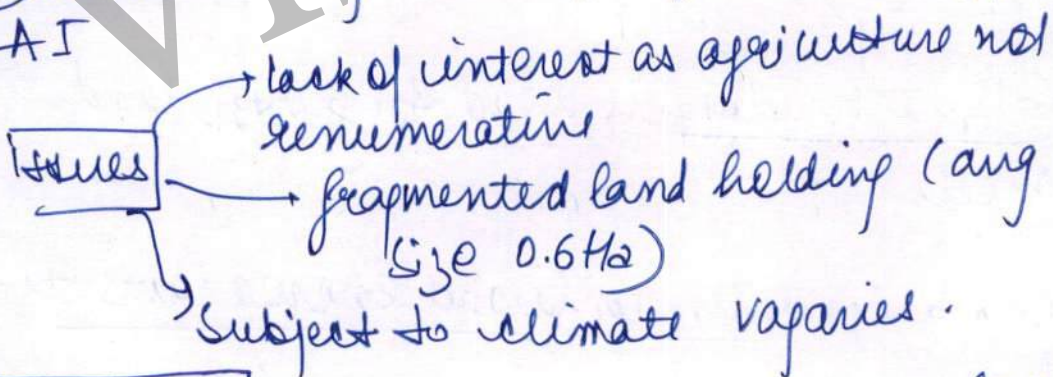 AI
→ lack of interest as agriculture not
renumerative
Issues
→ fragmented land holding (avg
size 0.6Ha)
→ Subject to climate vagaries.